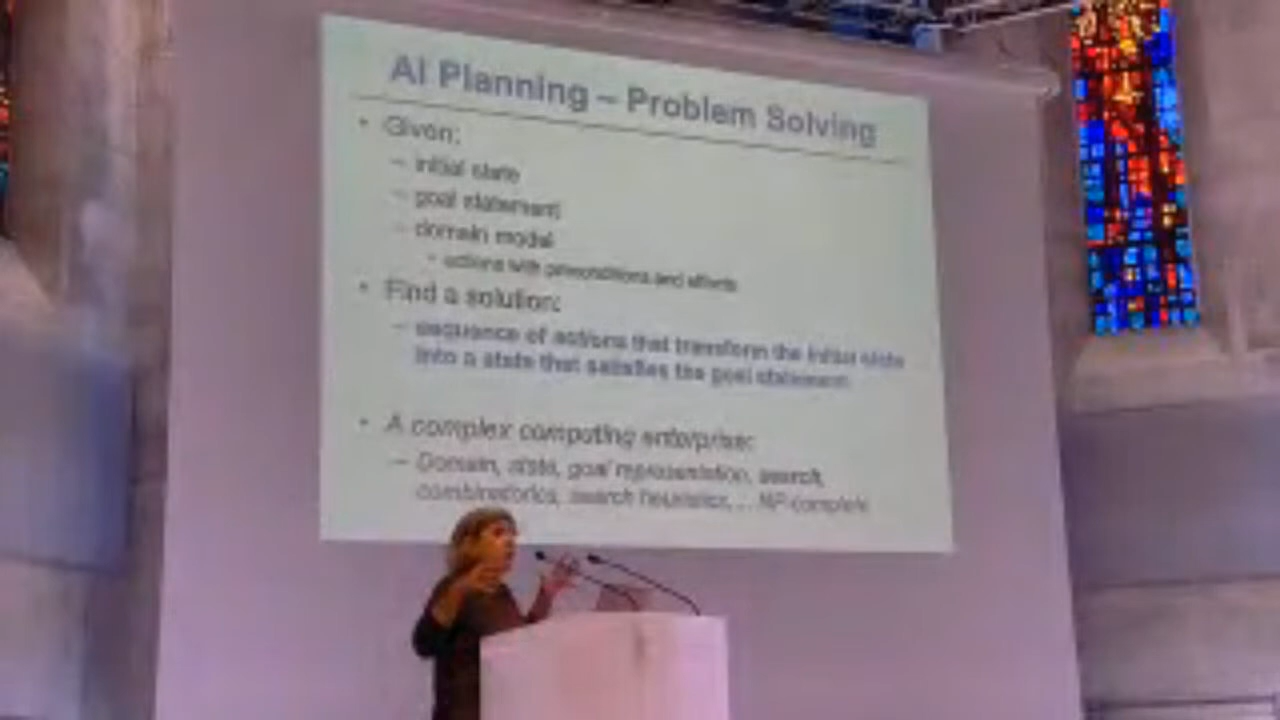 AI Planning – Problem Solving
• Given:
– initial state
– goal statement
– domain model
• actions with preconditions and effects
• Find a solution:
– sequence of actions that transform the initial state
into a state that satisfies the goal statement
• A complex computing enterprise:
– Domain, state, goal representation, search,
combinatorics, search heuristics, ... NP-complete